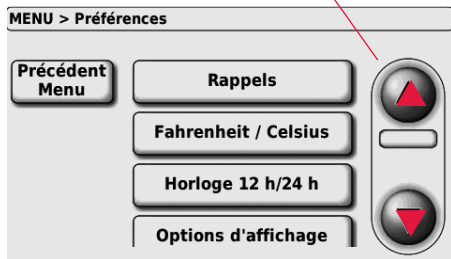 MENU > Préférences
Précédent
Menu
Rappels
Fahrenheit / Celsius
Horloge 12 h/24 h
Options d'affichage